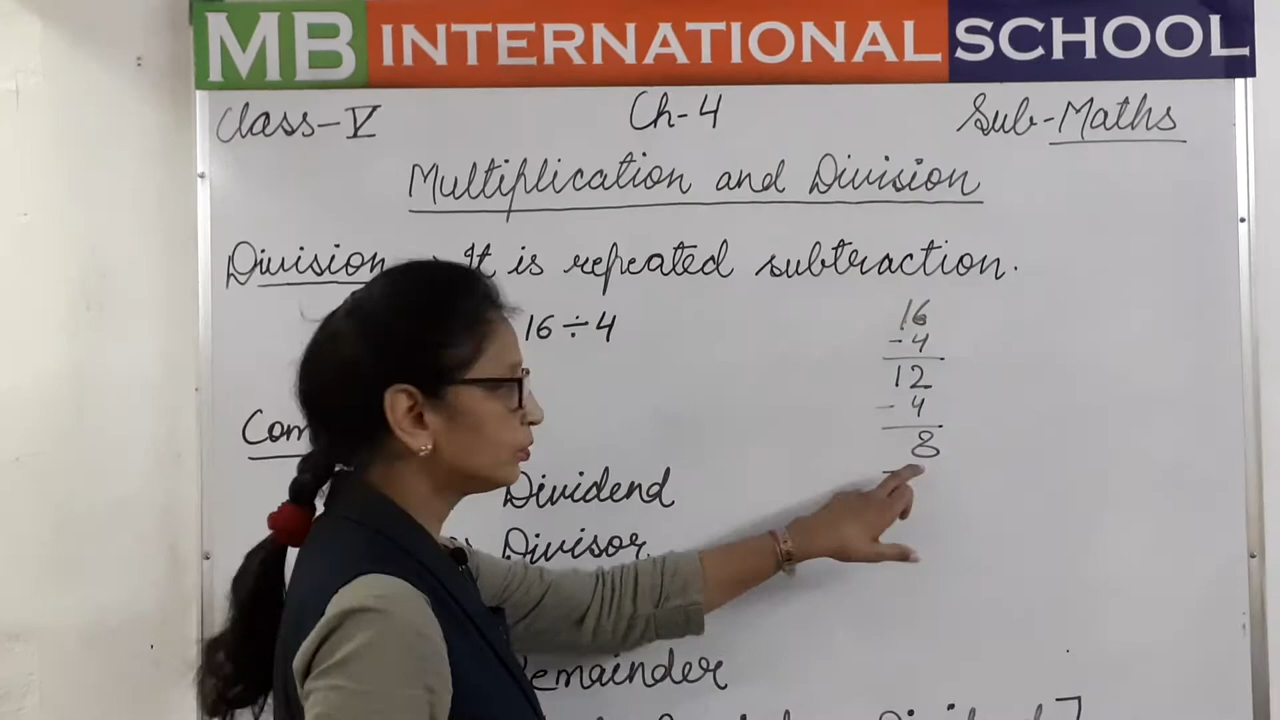 MB INTERNATIONAL SCHOOL
Class-V Ch-4 Sub-Maths
Multiplication and Division
Division It is repeated subtraction.
16÷4
16
-4
12
-4
8
-
Com
Dividend
Divisor
emainder